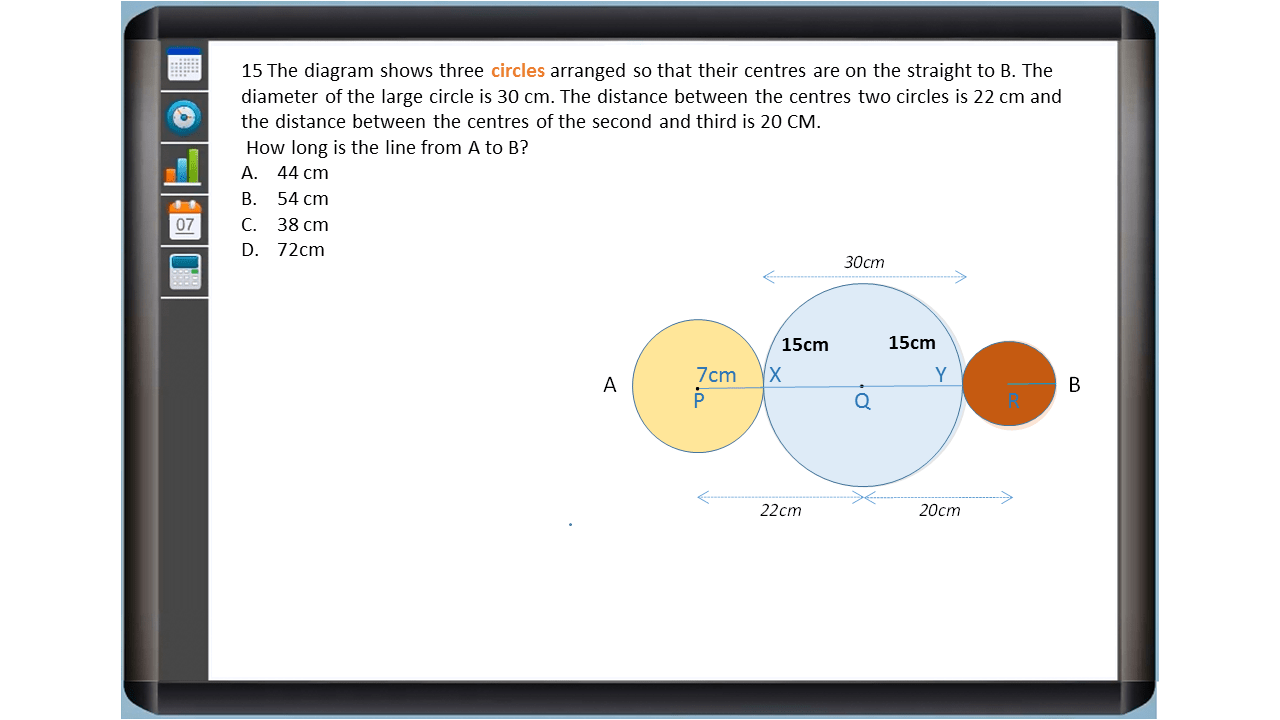 15 The diagram shows three circles arranged so that their centres are on the straight to B. The
diameter of the large circle is 30 cm. The distance between the centres two circles is 22 cm and
the distance between the centres of the second and third is 20 CM.
How long is the line from A to B?
A. 44 cm
B. 54 cm
C. 38 cm
D. 72cm
07
30cm
15cm 15cm
A 7cm X Y B
P Q R
22cm 20cm